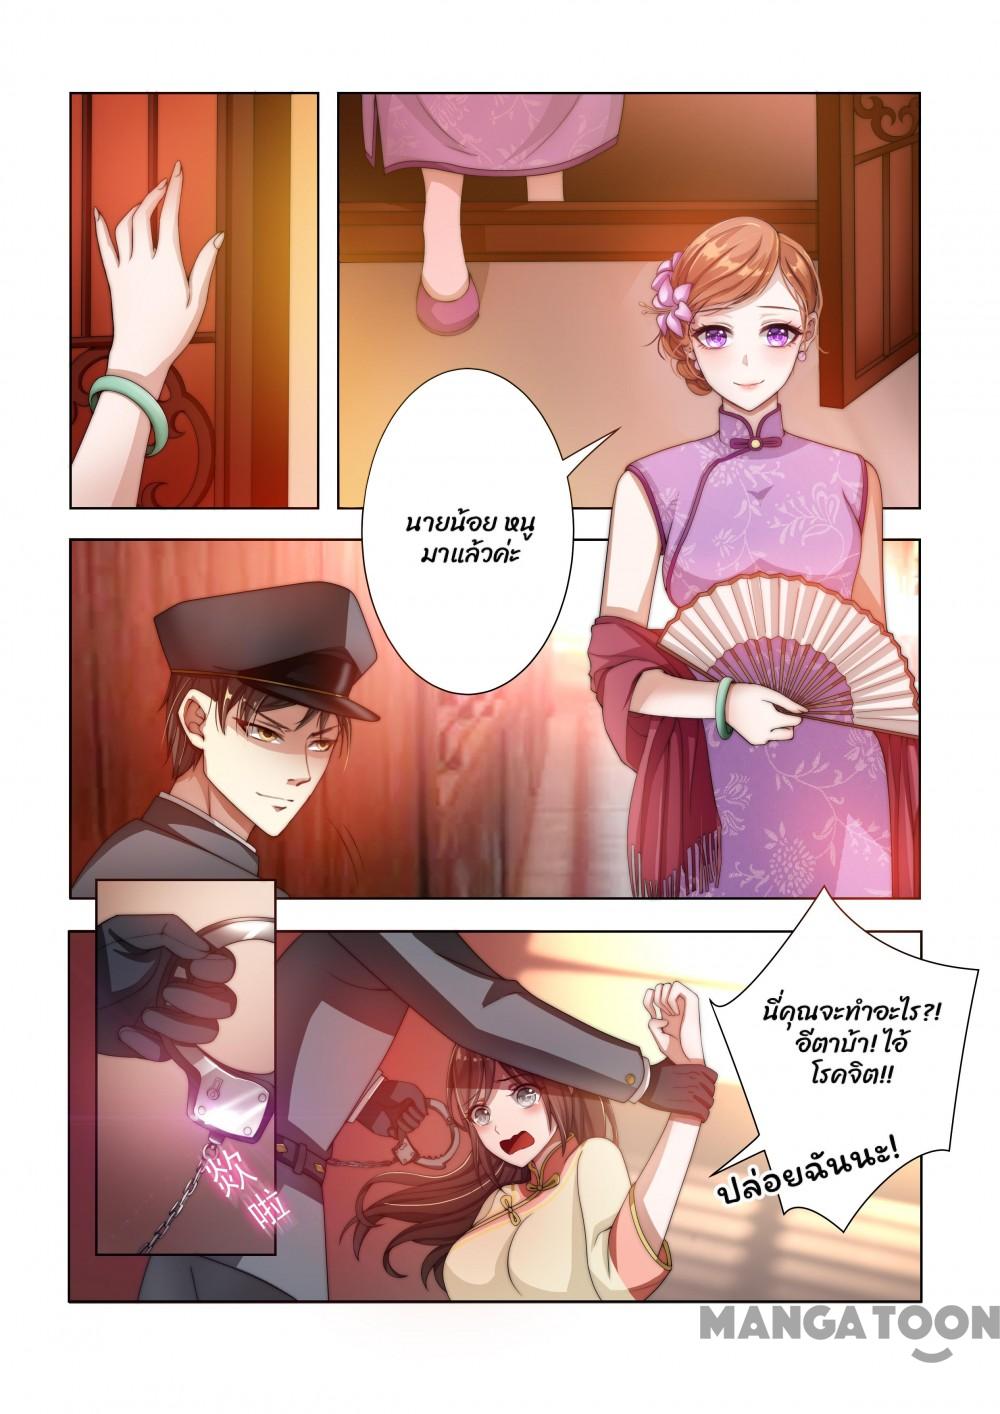 นายน้อย หนู
มาแล้วค่ะ
นี่คุณจะทำอะไร?!
อีตาบ้า! ไอ้
โรคจิต!!
ปล่อยฉันนะ!
欻
啦
MANGATOON